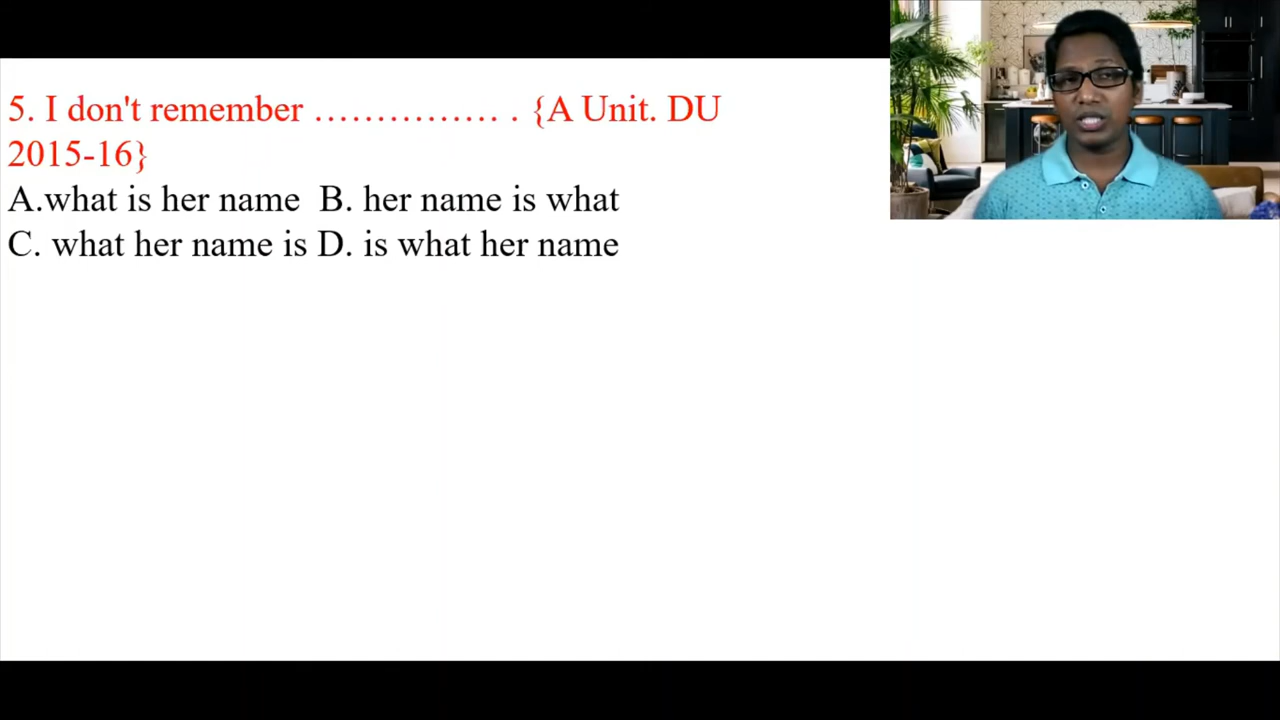 5. I don't remember …………… . {A Unit. DU
2015-16}
A.what is her name B. her name is what
C. what her name is D. is what her name